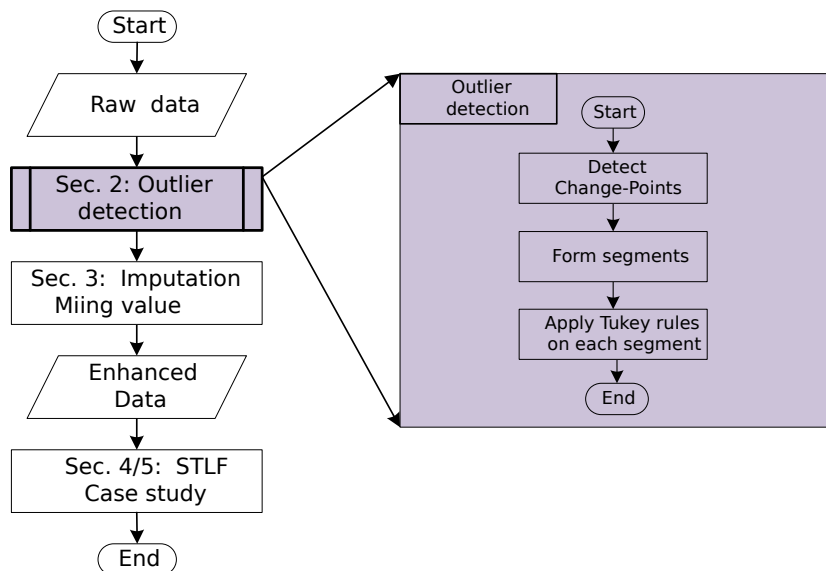 Start
Raw data
Sec. 2: Outlier
detection
Sec. 3: Imputation
Miing value
Enhanced
Data
Sec. 4/5: STLF
Case study
End
Outlier
detection
Start
Detect
Change-Points
Form segments
Apply Tukey rules
on each segment
End